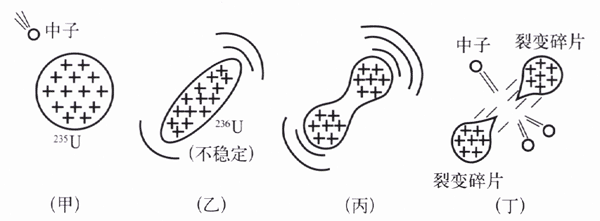 中子
²³⁵U
(甲)
²³⁶U
(不稳定)
(乙)
(丙)
中子
裂变碎片
裂变碎片
(丁)